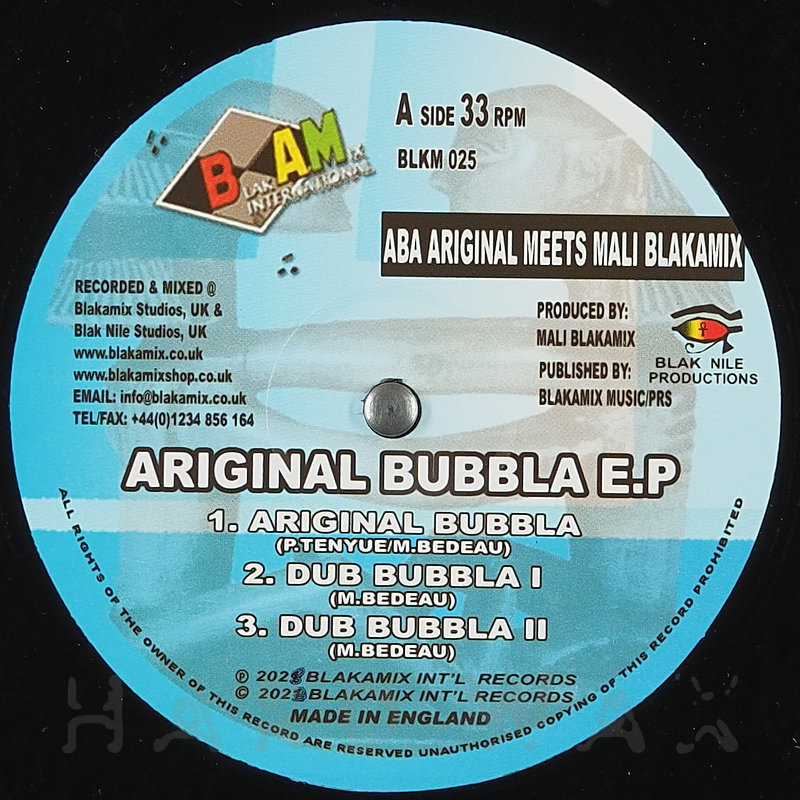 A SIDE 33 RPM
BLKM 025
BLAKAMIX
INTERNATIONAL
ABA ARIGINAL MEETS MALI BLAKAMIX
RECORDED & MIXED @
Blakamix Studios, UK &
Blak Nile Studios, UK
www.blakamix.co.uk
www.blakamixshop.co.uk
EMAIL: info@blakamix.co.uk
TEL/FAX: +44(0)1234 856 164
PRODUCED BY:
MALI BLAKAMIX
PUBLISHED BY:
BLAKAMIX MUSIC/PRS
BLAK NILE
PRODUCTIONS
ARIGINAL BUBBLA E.P
1. ARIGINAL BUBBLA
(P.TENYUE/M.BEDEAU)
2. DUB BUBBLA I
(M.BEDEAU)
3. DUB BUBBLA II
(M.BEDEAU)
℗ BLAKAMIX INT'L RECORDS
© BLAKAMIX INT'L RECORDS
MADE IN ENGLAND
ALL RIGHTS OF THE OWNER OF THIS RECORD ARE RESERVED UNAUTHORISED COPYING OF THIS RECORD PROHIBITED